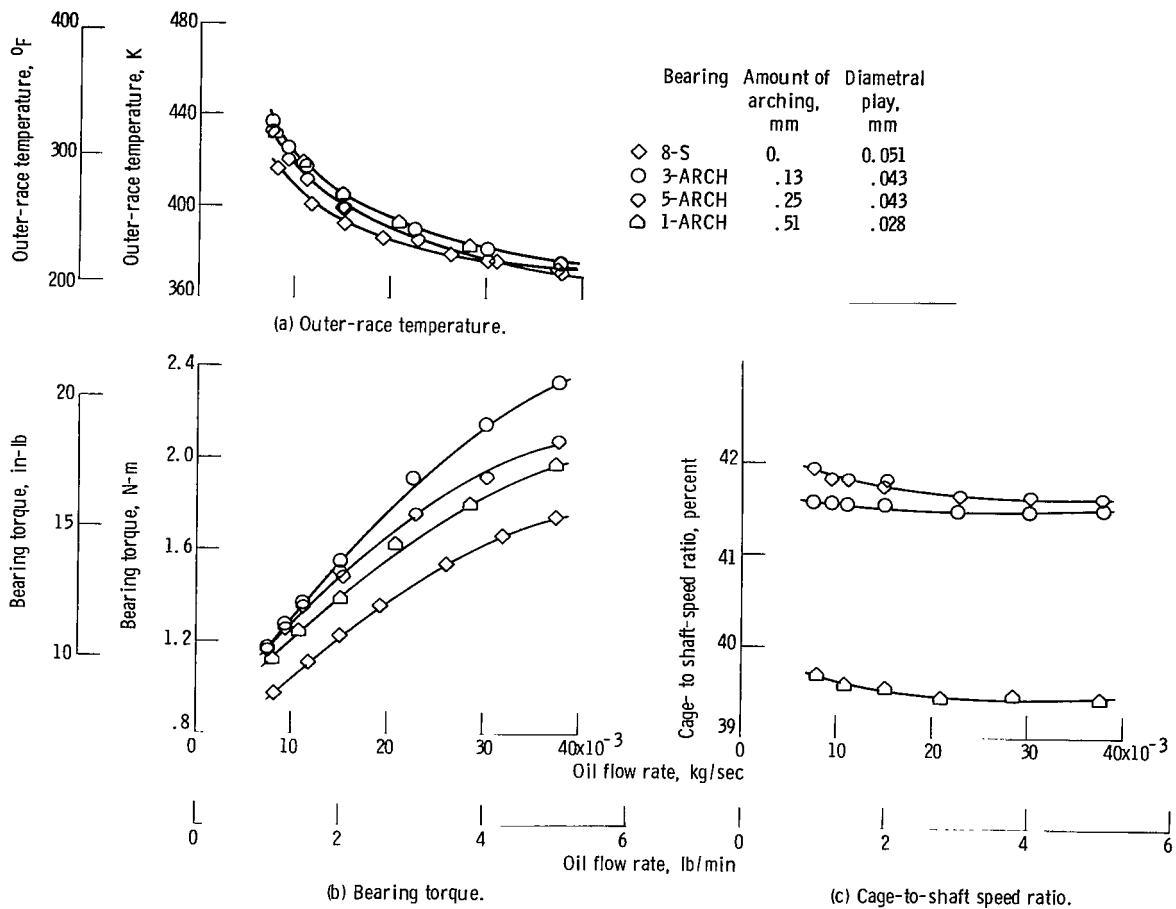 400
300
200
Outer-race temperature, °F
480
440
400
360
Outer-race temperature, K
Bearing Amount of arching, mm Diametral play, mm
8-S 0. 0.051
3-ARCH .13 .043
5-ARCH .25 .043
1-ARCH .51 .028
(a) Outer-race temperature.
20
15
10
Bearing torque, in-lb
2.4
2.0
1.6
1.2
.8
Bearing torque, N-m
0 10 20 30 40x10⁻³
42
41
40
39
Cage- to shaft-speed ratio, percent
0 10 20 30 40x10⁻³
Oil flow rate, kg/sec
0 2 4 6
0 2 4 6
Oil flow rate, lb/min
(b) Bearing torque.
(c) Cage-to-shaft speed ratio.